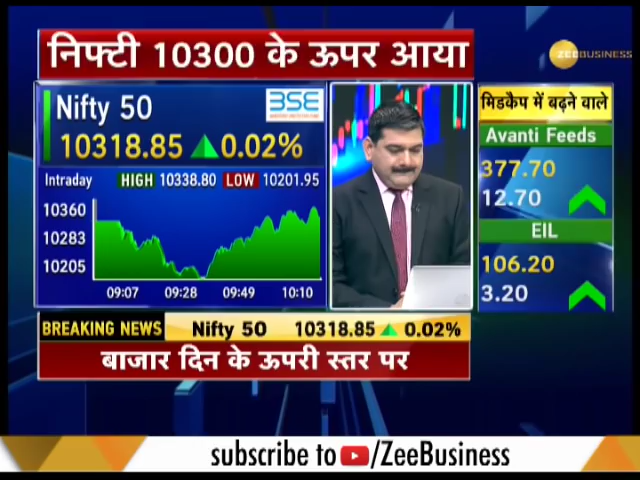 निफ्टी 10300 के ऊपर आया
ZEEBUSINESS
Nifty 50
BSE
10318.85 0.02%
Intraday HIGH 10338.80 LOW 10201.95
10360
10283
10205
09:07 09:28 09:49 10:10
मिडकैप में बढ़ने वाले
Avanti Feeds
377.70
12.70
EIL
106.20
3.20
BREAKING NEWS Nifty 50 10318.85 0.02%
बाजार दिन के ऊपरी स्तर पर
subscribe to /ZeeBusiness